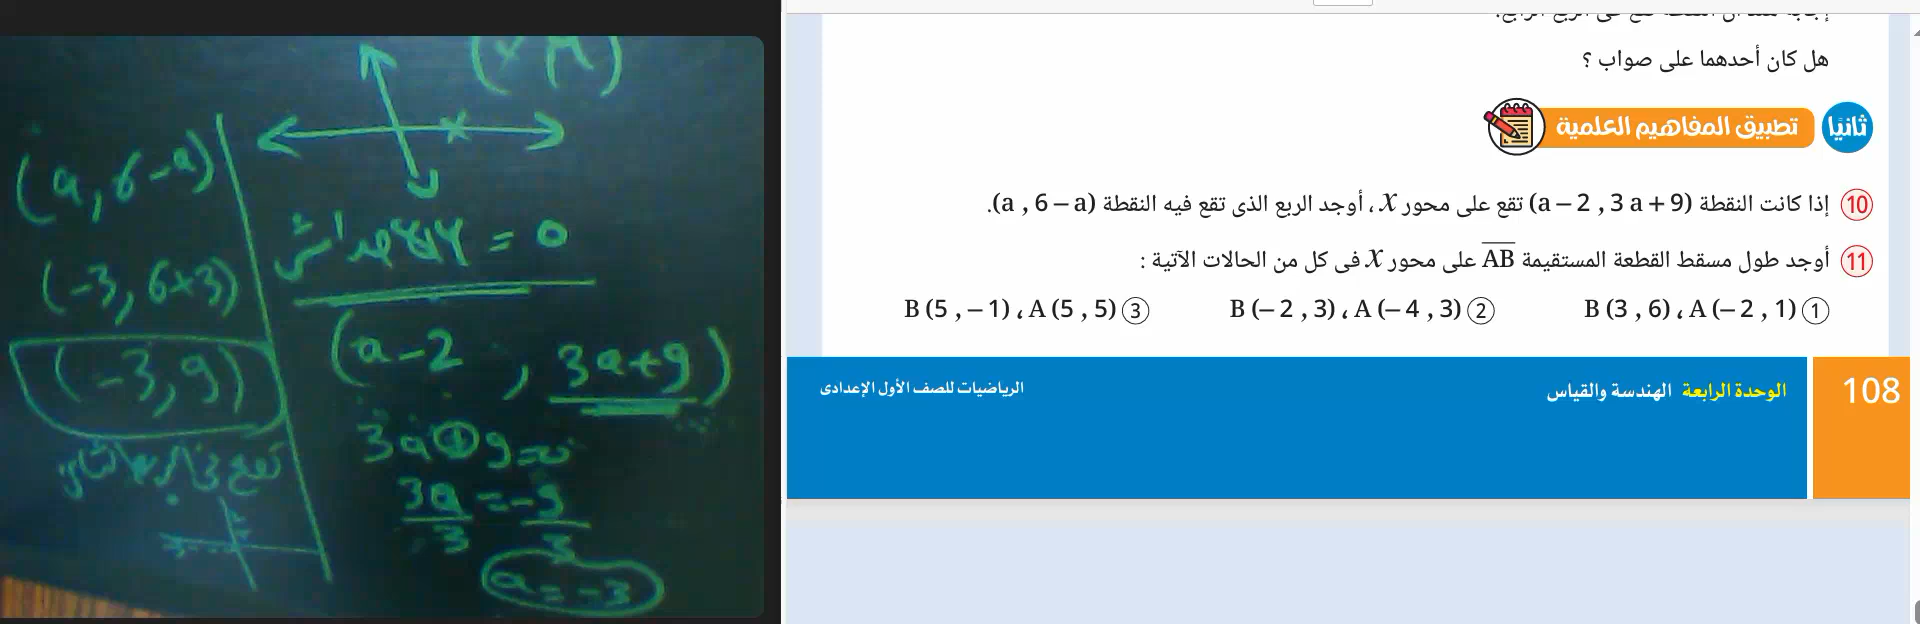 (a, 6-a)
(-3, 6+3)
(-3, 9)
= 0
(a-2 , 3a+9)
3a+9=0
3a = -9
3 3
a = -3
هل كان أحدهما على صواب ؟
ثانيًا تطبيق المفاهيم العلمية
10 إذا كانت النقطة (a – 2 , 3 a + 9) تقع على محور x ، أوجد الربع الذى تقع فيه النقطة (a , 6 – a).
11 أوجد طول مسقط القطعة المستقيمة AB على محور x فى كل من الحالات الآتية :
1 B (3 , 6) ، A (– 2 , 1)
2 B (– 2 , 3) ، A (– 4 , 3)
3 B (5 , – 1) ، A (5 , 5)
108 الوحدة الرابعة الهندسة والقياس
الرياضيات للصف الأول الإعدادى